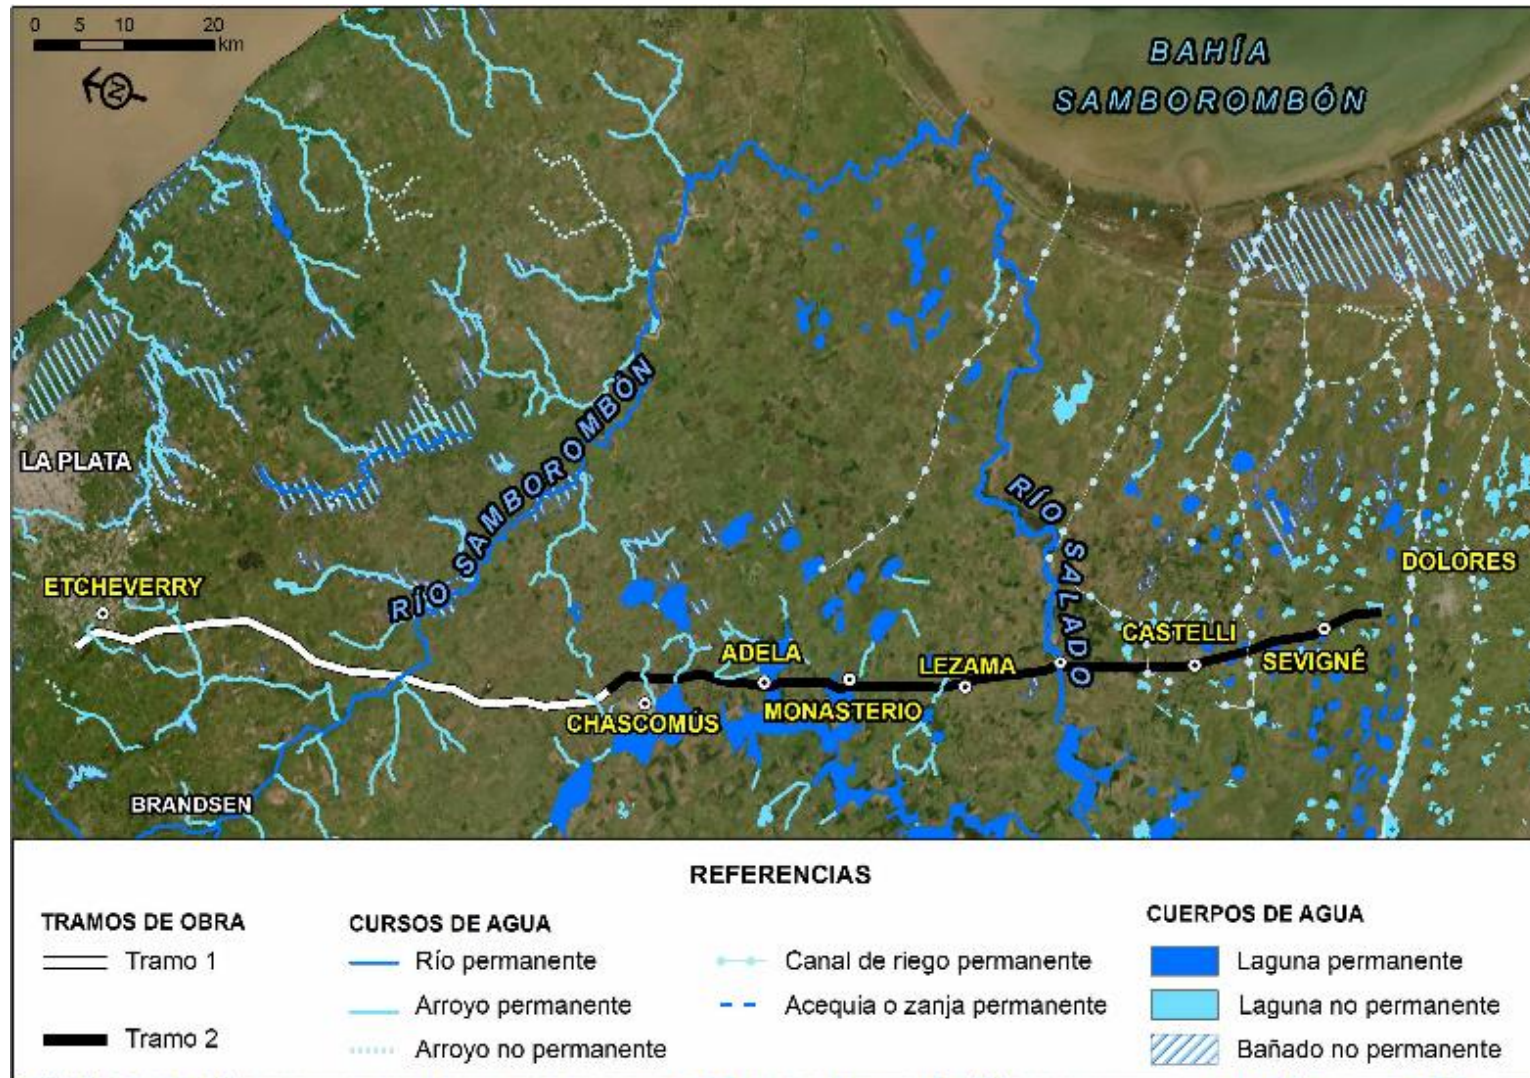 0 5 10 20
km
N
BAHÍA
SAMBOROMBÓN
LA PLATA
RÍO SAMBOROMBÓN
RÍO SALADO
ETCHEVERRY
DOLORES
CASTELLI
ADELA
LEZAMA
SEVIGNÉ
MONASTERIO
CHASCOMÚS
BRANDSEN
REFERENCIAS
TRAMOS DE OBRA
Tramo 1
Tramo 2
CURSOS DE AGUA
Río permanente
Arroyo permanente
Arroyo no permanente
Canal de riego permanente
Acequia o zanja permanente
CUERPOS DE AGUA
Laguna permanente
Laguna no permanente
Bañado no permanente